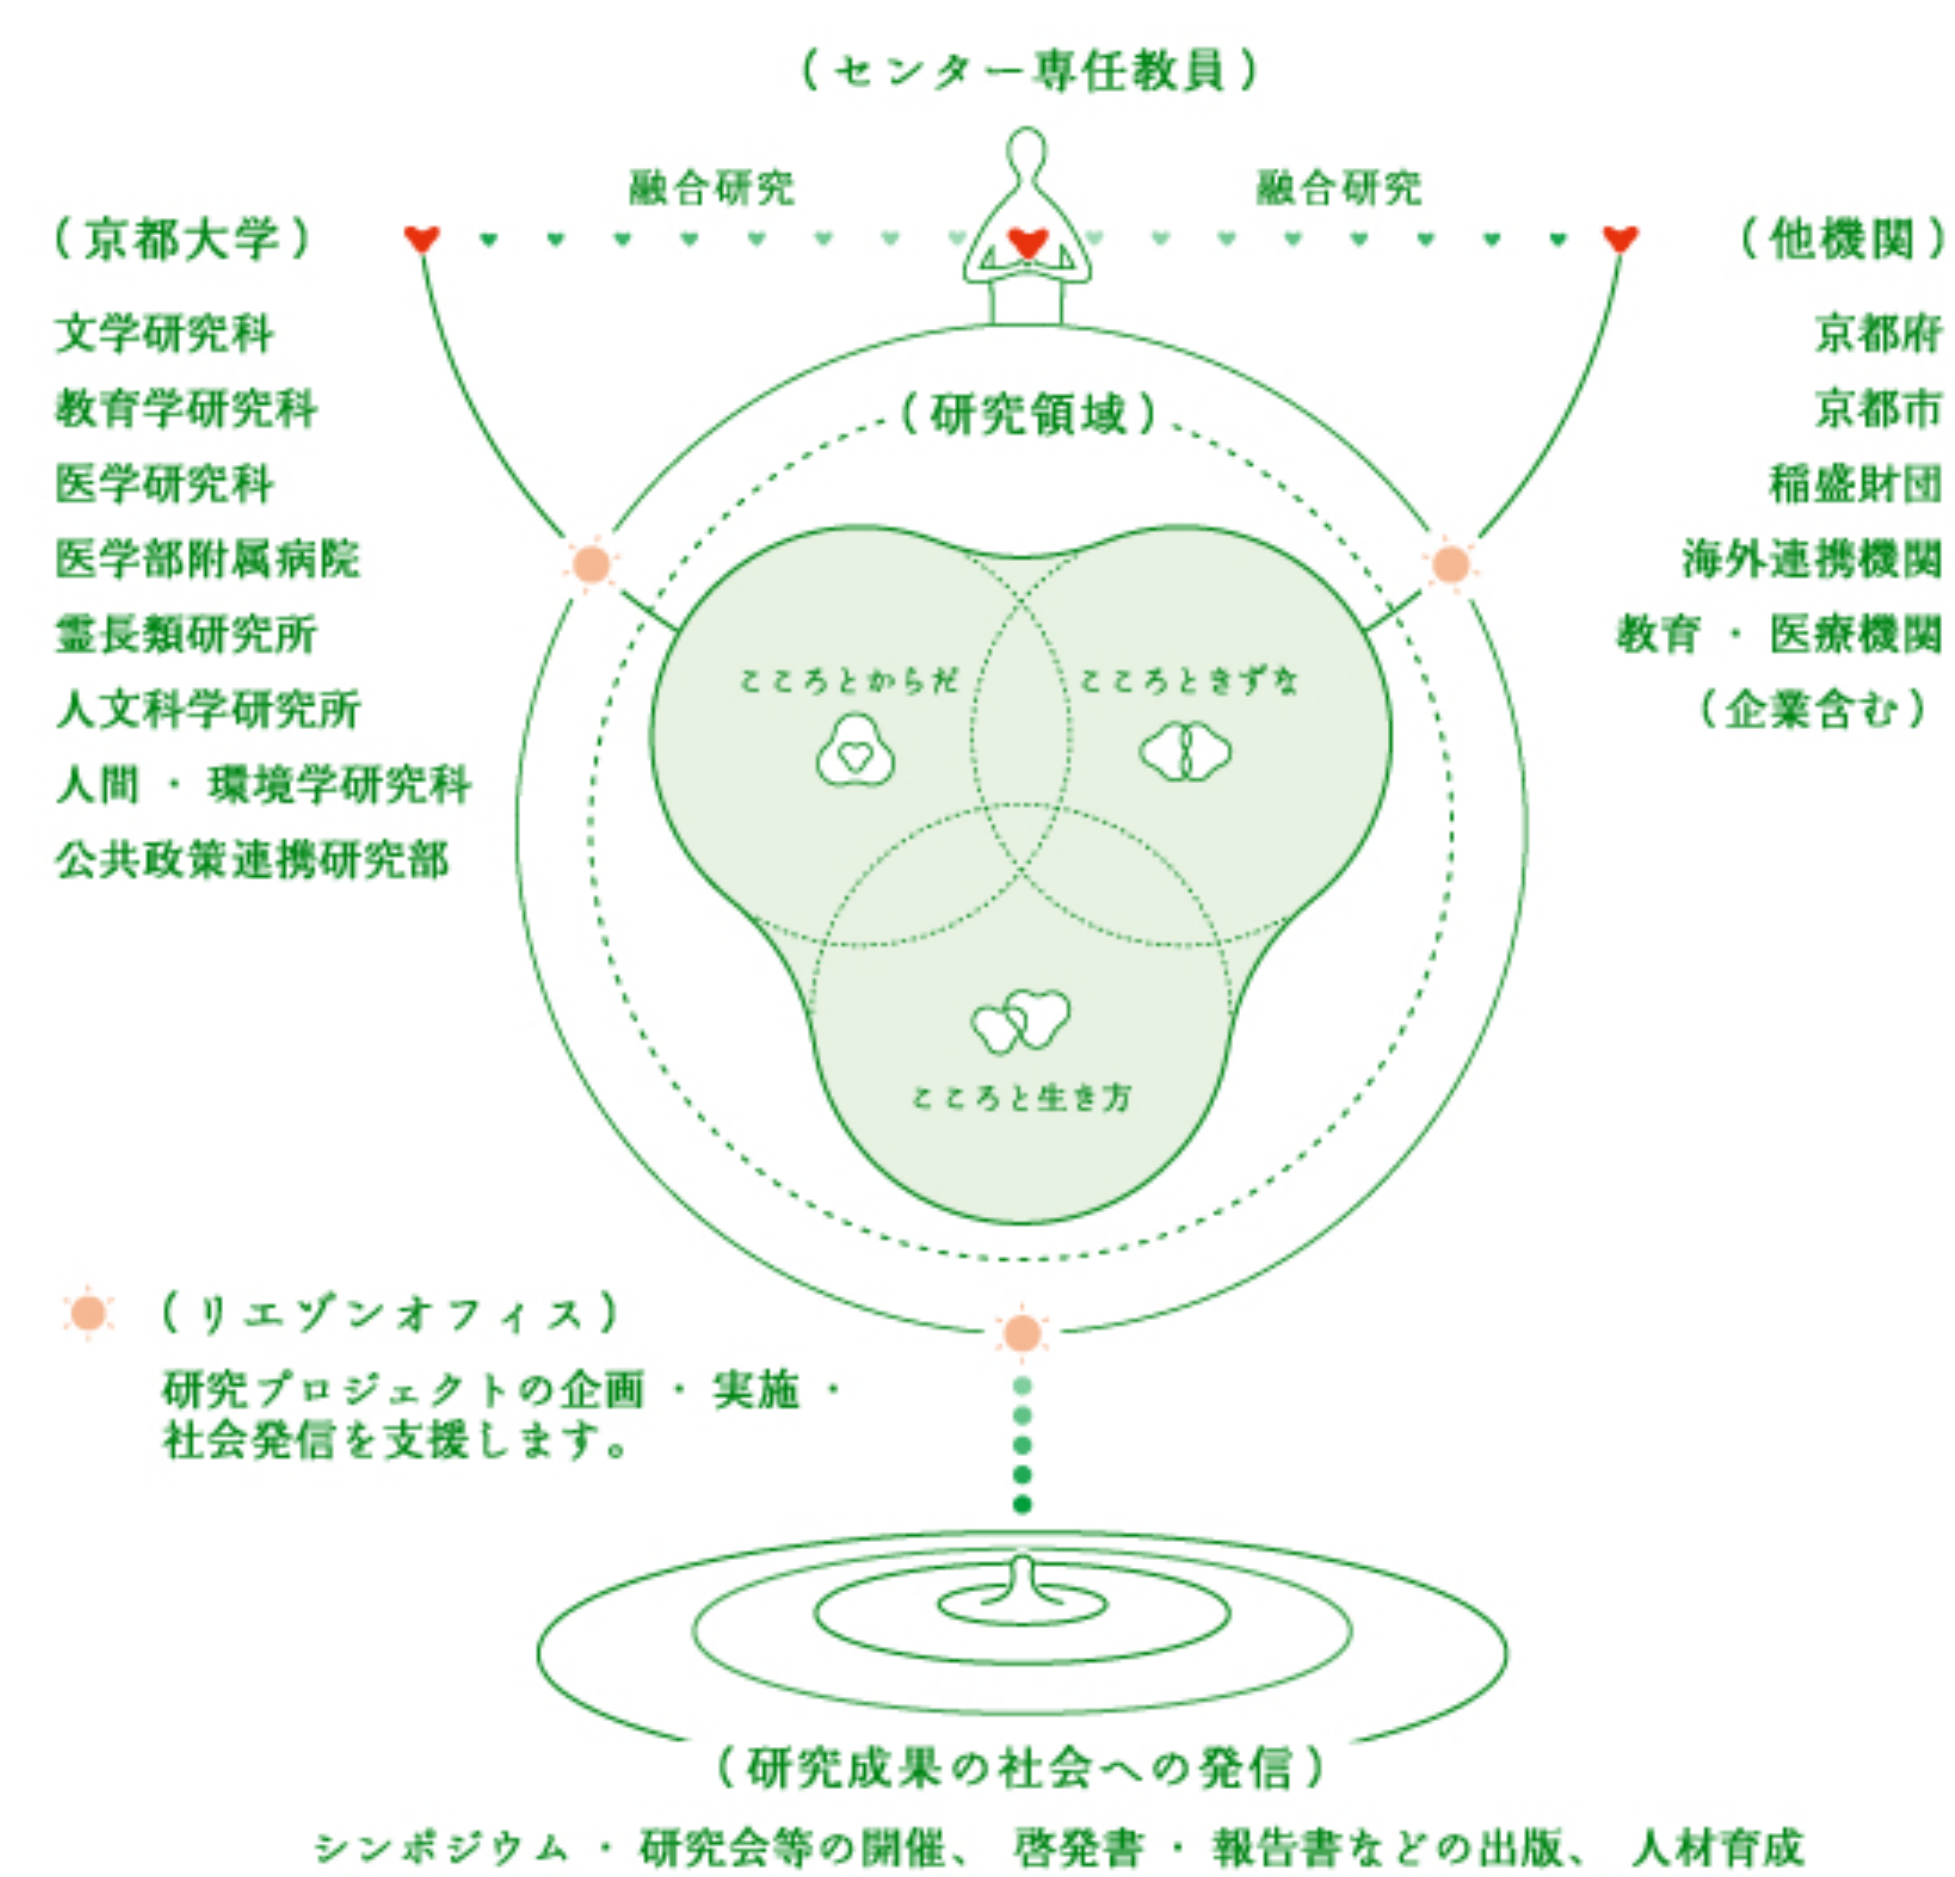 (センター専任教員)
融合研究
融合研究
(京都大学)
文学研究科
教育学研究科
医学研究科
医学部附属病院
霊長類研究所
人文科学研究所
人間・環境学研究科
公共政策連携研究部
(他機関)
京都府
京都市
稲盛財団
海外連携機関
教育・医療機関
(企業含む)
(研究領域)
こころとからだ
こころときずな
こころと生き方
(リエゾンオフィス)
研究プロジェクトの企画・実施・
社会発信を支援します。
(研究成果の社会への発信)
シンポジウム・研究会等の開催、啓発書・報告書などの出版、人材育成